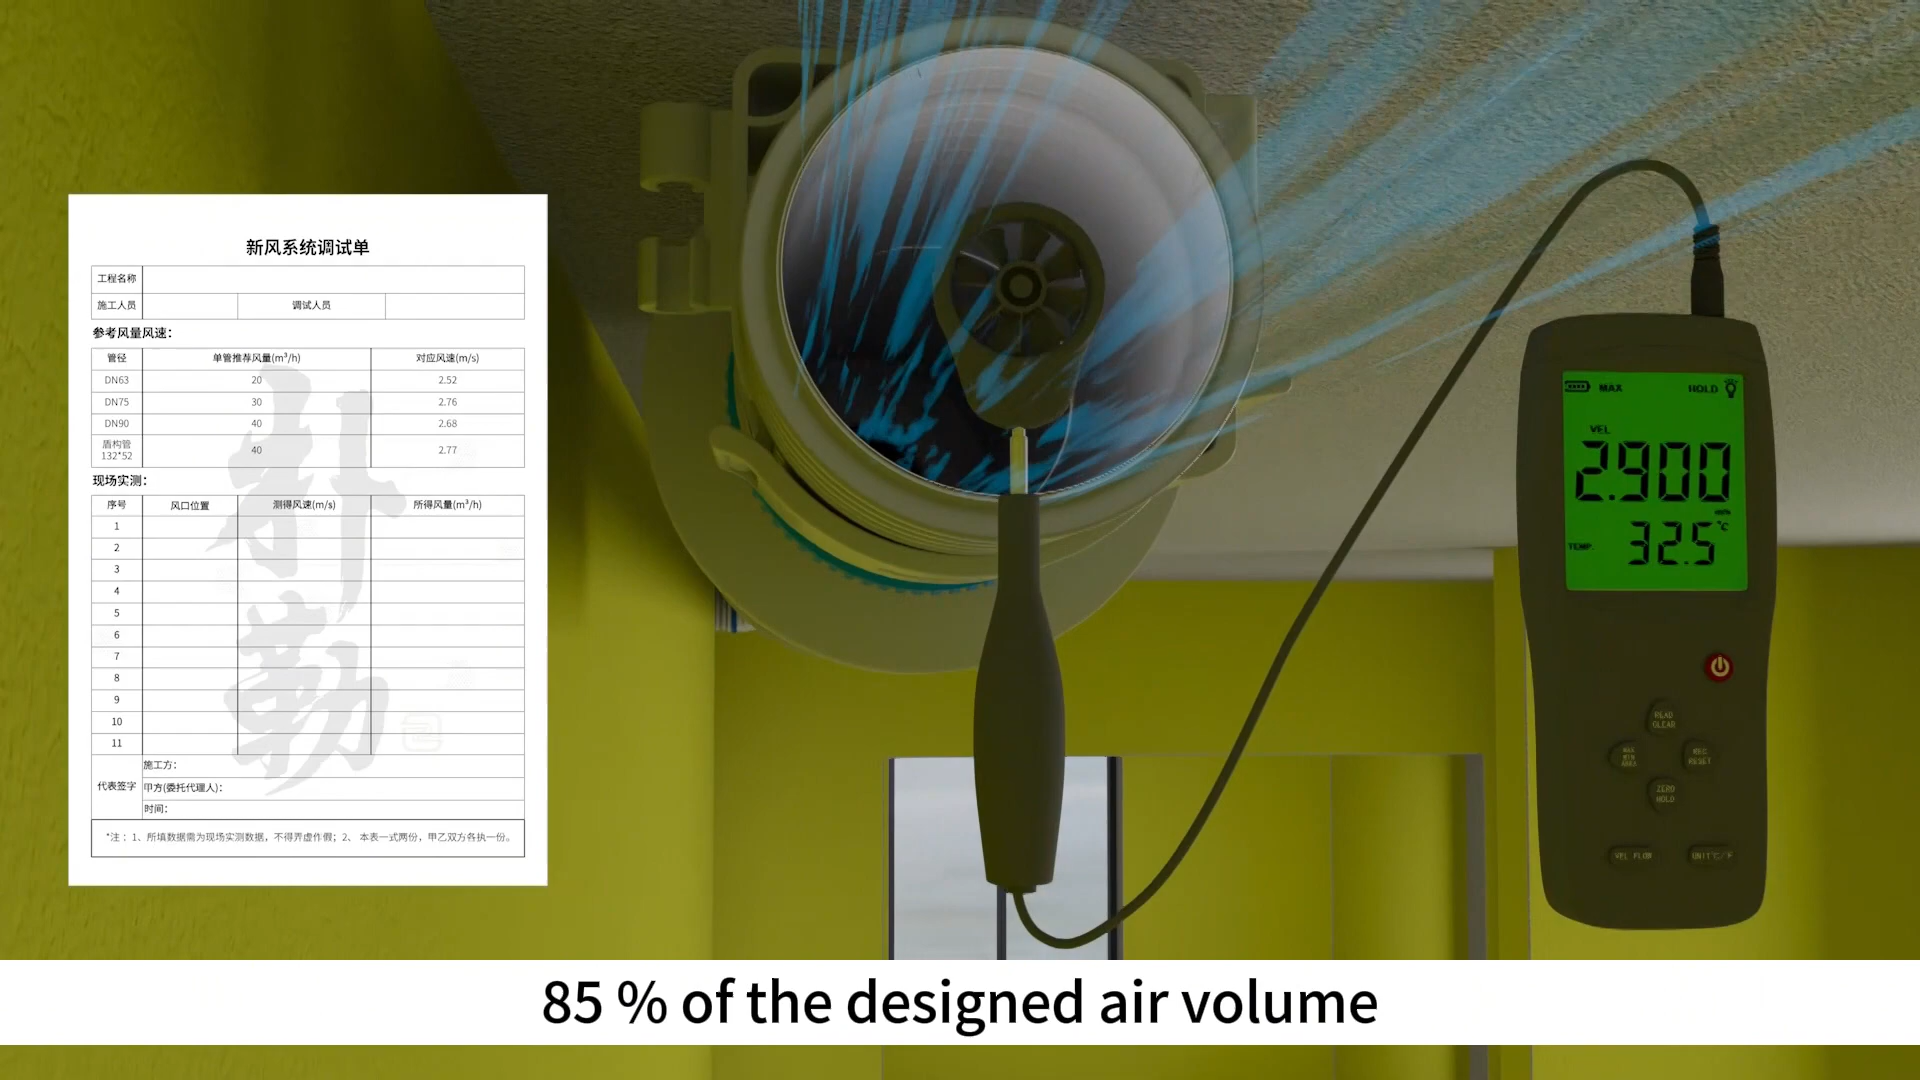 新风系统调试单
工程名称
施工人员 调试人员
参考风量风速：
管径 单管推荐风量(m³/h) 对应风速(m/s)
DN63 20 2.52
DN75 30 2.76
DN90 40 2.68
盾构管 132*52 40 2.77
现场实测：
序号 风口位置 测得风速(m/s) 所得风量(m³/h)
1
2
3
4
5
6
7
8
9
10
11
代表签字
施工方：
甲方(委托代理人)：
时间：
*注：1、所填数据需为现场实测数据，不得弄虚作假；2、 本表一式两份，甲乙双方各执一份。
朴勒
MAX HOLD
VEL
2.900
m/s
TEMP. 32.5 °C
READ
CLEAR
MAX
MIN
AREA
REC
RESET
ZERO
HOLD
VEL FLOW UNIT°C/F
85 % of the designed air volume